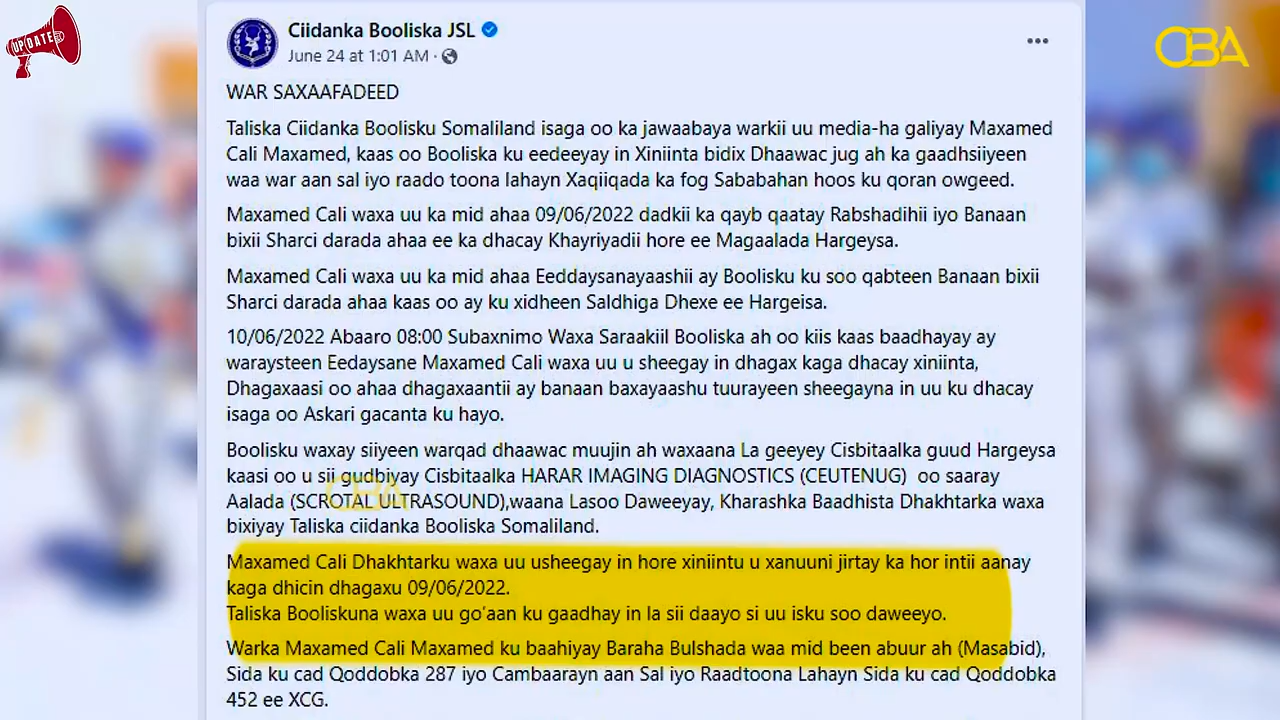 UPDATE
CBA
Ciidanka Booliska JSL
June 24 at 1:01 AM ·
WAR SAXAAFADEED
Taliska Ciidanka Boolisku Somaliland isaga oo ka jawaabaya warkii uu media-ha galiyay Maxamed
Cali Maxamed, kaas oo Booliska ku eedeeyay in Xiniinta bidix Dhaawac jug ah ka gaadhsiiyeen
waa war aan sal iyo raado toona lahayn Xaqiiqada ka fog Sababahan hoos ku qoran owgeed.
Maxamed Cali waxa uu ka mid ahaa 09/06/2022 dadkii ka qayb qaatay Rabshadihii iyo Banaan
bixii Sharci darada ahaa ee ka dhacay Khayriyadii hore ee Magaalada Hargeysa.
Maxamed Cali waxa uu ka mid ahaa Eeddaysanayaashii ay Boolisku ku soo qabteen Banaan bixii
Sharci darada ahaa kaas oo ay ku xidheen Saldhiga Dhexe ee Hargeisa.
10/06/2022 Abaaro 08:00 Subaxnimo Waxa Saraakiil Booliska ah oo kiis kaas baadhayay ay
waraysteen Eedaysane Maxamed Cali waxa uu u sheegay in dhagax kaga dhacay xiniinta,
Dhagaxaasi oo ahaa dhagaxaantii ay banaan baxayaashu tuurayeen sheegayna in uu ku dhacay
isaga oo Askari gacanta ku hayo.
Boolisku waxay siiyeen warqad dhaawac muujin ah waxaana La geeyey Cisbitaalka guud Hargeysa
kaasi oo u sii gudbiyay Cisbitaalka HARAR IMAGING DIAGNOSTICS (CEUTENUG) oo saaray
Aalada (SCROTAL ULTRASOUND),waana Lasoo Daweeyay, Kharashka Baadhista Dhakhtarka waxa
bixiyay Taliska ciidanka Booliska Somaliland.
CBA
Maxamed Cali Dhakhtarku waxa uu usheegay in hore xiniintu u xanuuni jirtay ka hor intii aanay
kaga dhicin dhagaxu 09/06/2022.
Taliska Booliskuna waxa uu go'aan ku gaadhay in la sii daayo si uu isku soo daweeyo.
Warka Maxamed Cali Maxamed ku baahiyay Baraha Bulshada waa mid been abuur ah (Masabid),
Sida ku cad Qoddobka 287 iyo Cambaarayn aan Sal iyo Raadtoona Lahayn Sida ku cad Qoddobka
452 ee XCG.